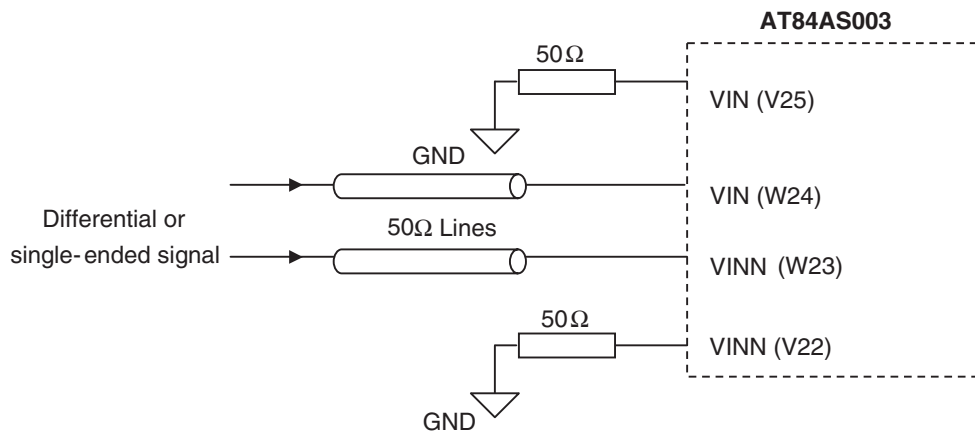 AT84AS003
50Ω
VIN (V25)
GND
VIN (W24)
Differential or
single-ended signal
50Ω Lines
VINN (W23)
50Ω
VINN (V22)
GND